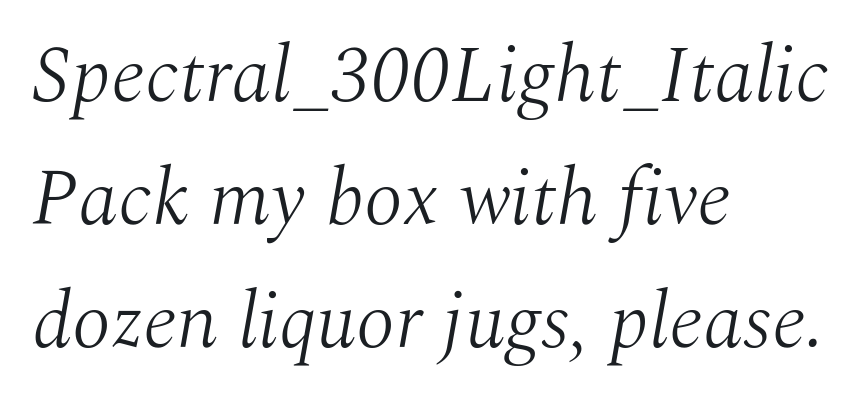 Spectral_300Light_Italic
Pack my box with five
dozen liquor jugs, please.